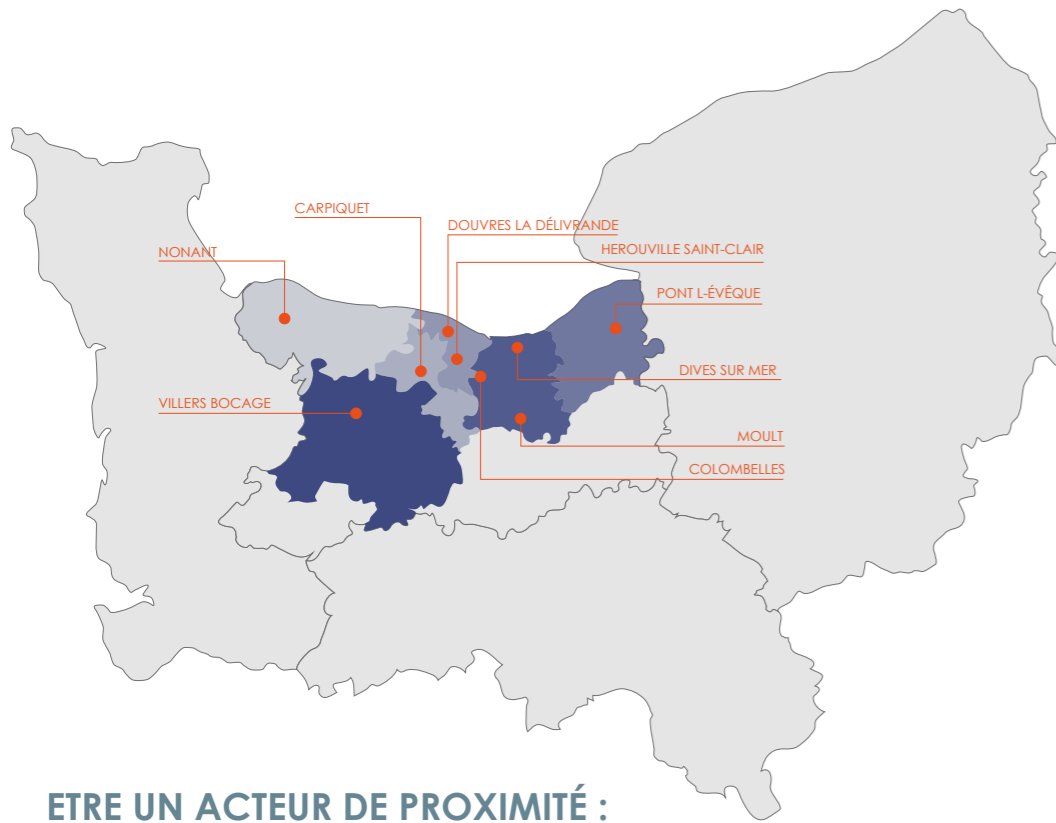 CARPIQUET
DOUVRES LA DÉLIVRANDE
NONANT
HEROUVILLE SAINT-CLAIR
PONT L-ÉVÊQUE
DIVES SUR MER
VILLERS BOCAGE
MOULT
COLOMBELLES
ETRE UN ACTEUR DE PROXIMITÉ :